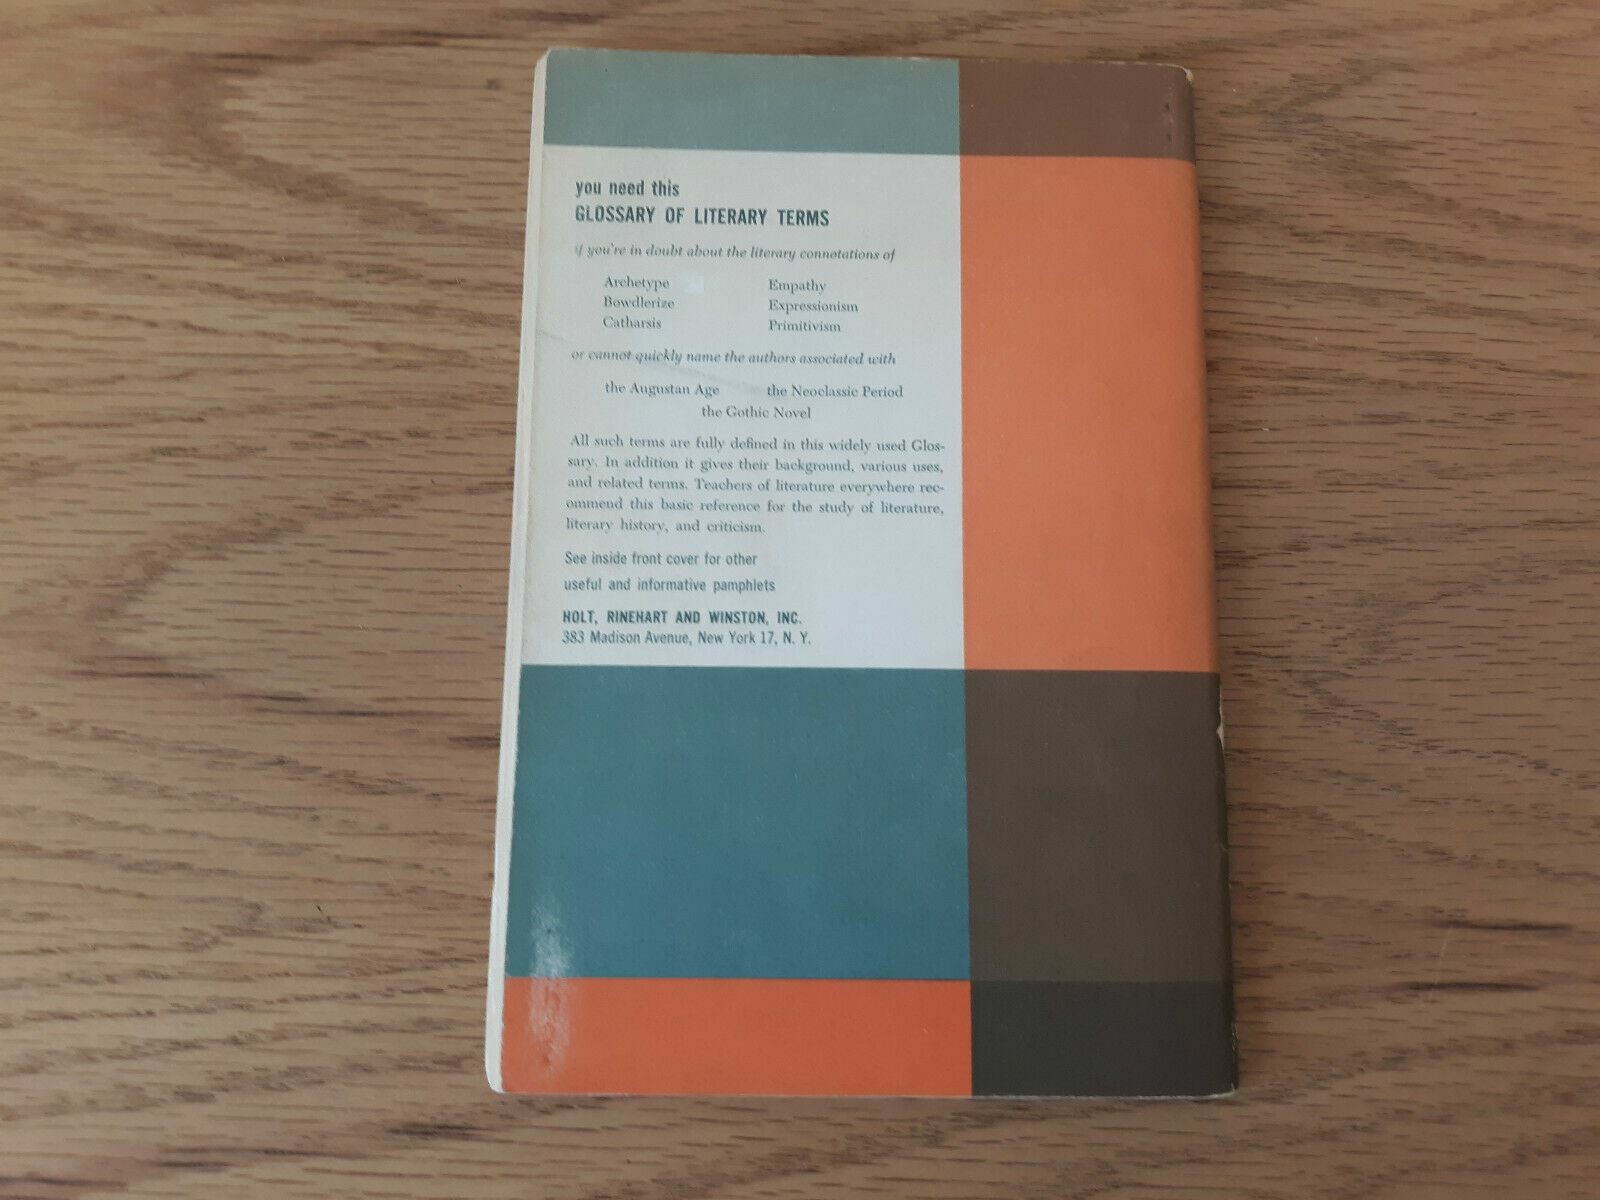 you need this
GLOSSARY OF LITERARY TERMS
if you're in doubt about the literary connotations of
Archetype Empathy
Bowdlerize Expressionism
Catharsis Primitivism
or cannot quickly name the authors associated with
the Augustan Age the Neoclassic Period
the Gothic Novel
All such terms are fully defined in this widely used Glos-
sary. In addition it gives their background, various uses,
and related terms. Teachers of literature everywhere rec-
ommend this basic reference for the study of literature,
literary history, and criticism.
See inside front cover for other
useful and informative pamphlets
HOLT, RINEHART AND WINSTON, INC.
383 Madison Avenue, New York 17, N. Y.